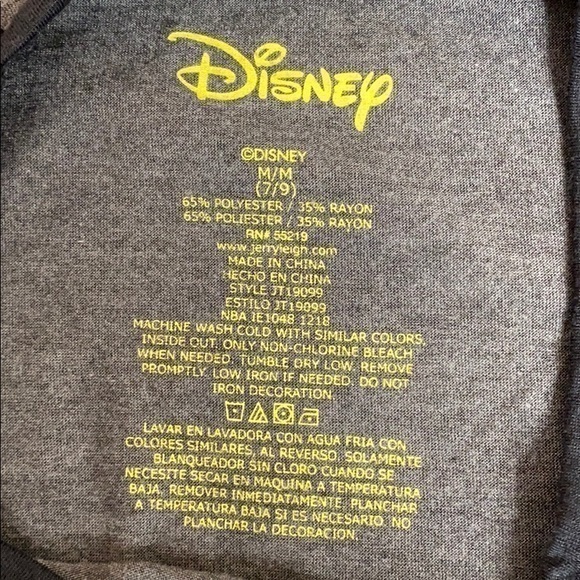 Disney
©DISNEY
M/M
(7/9)
65% POLYESTER / 35% RAYON
65% POLIESTER / 35% RAYON
RN# 55219
www.jerryleigh.com
MADE IN CHINA
HECHO EN CHINA
STYLE JT19099
ESTILO JT19099
NBA IE1048 1218
MACHINE WASH COLD WITH SIMILAR COLORS,
INSIDE OUT. ONLY NON-CHLORINE BLEACH
WHEN NEEDED. TUMBLE DRY LOW. REMOVE
PROMPTLY. LOW IRON IF NEEDED. DO NOT
IRON DECORATION.
LAVAR EN LAVADORA CON AGUA FRIA CON
COLORES SIMILARES, AL REVERSO. SOLAMENTE
BLANQUEADOR SIN CLORO CUANDO SE
NECESITE SECAR EN MAQUINA A TEMPERATURA
BAJA. REMOVER INMEDIATAMENTE. PLANCHAR
A TEMPERATURA BAJA SI ES NECESARIO. NO
PLANCHAR LA DECORACION.